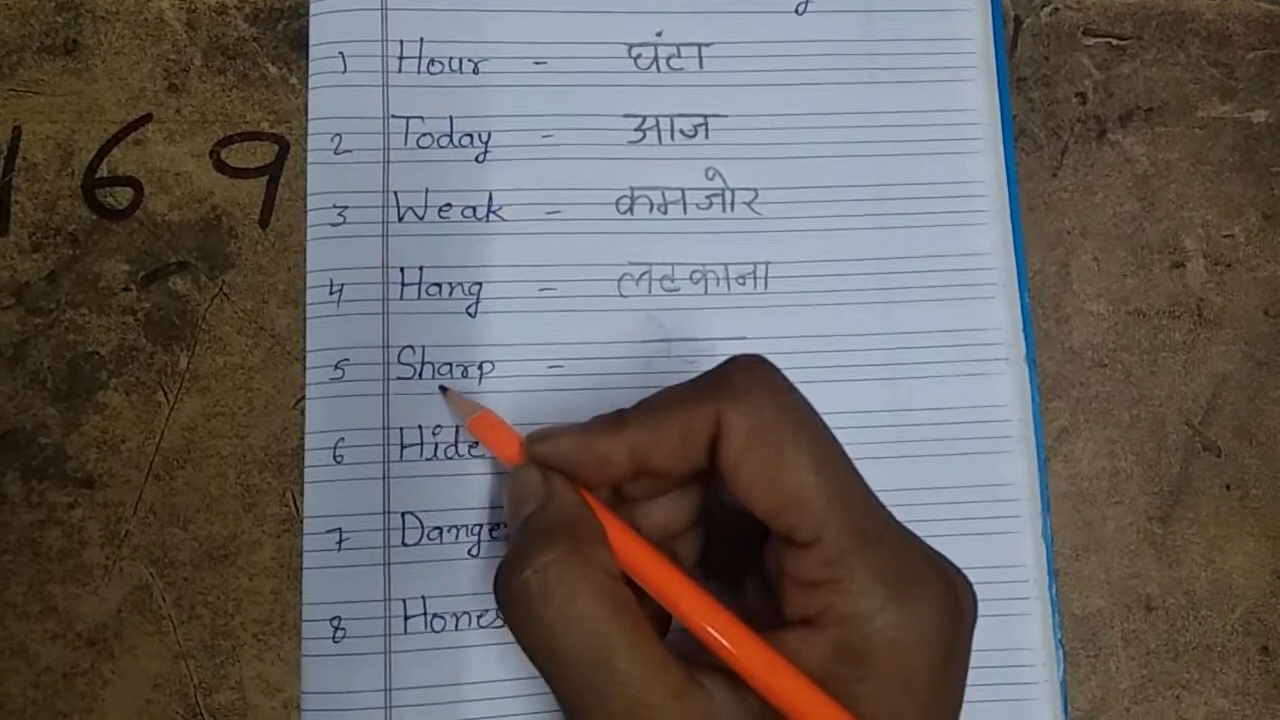 169
1 Hour - घंटा
2 Today - आज
3 Weak - कमजोर
4 Hang - लटकाना
5 Sharp -
6 Hide
7 Dange
8 Hones